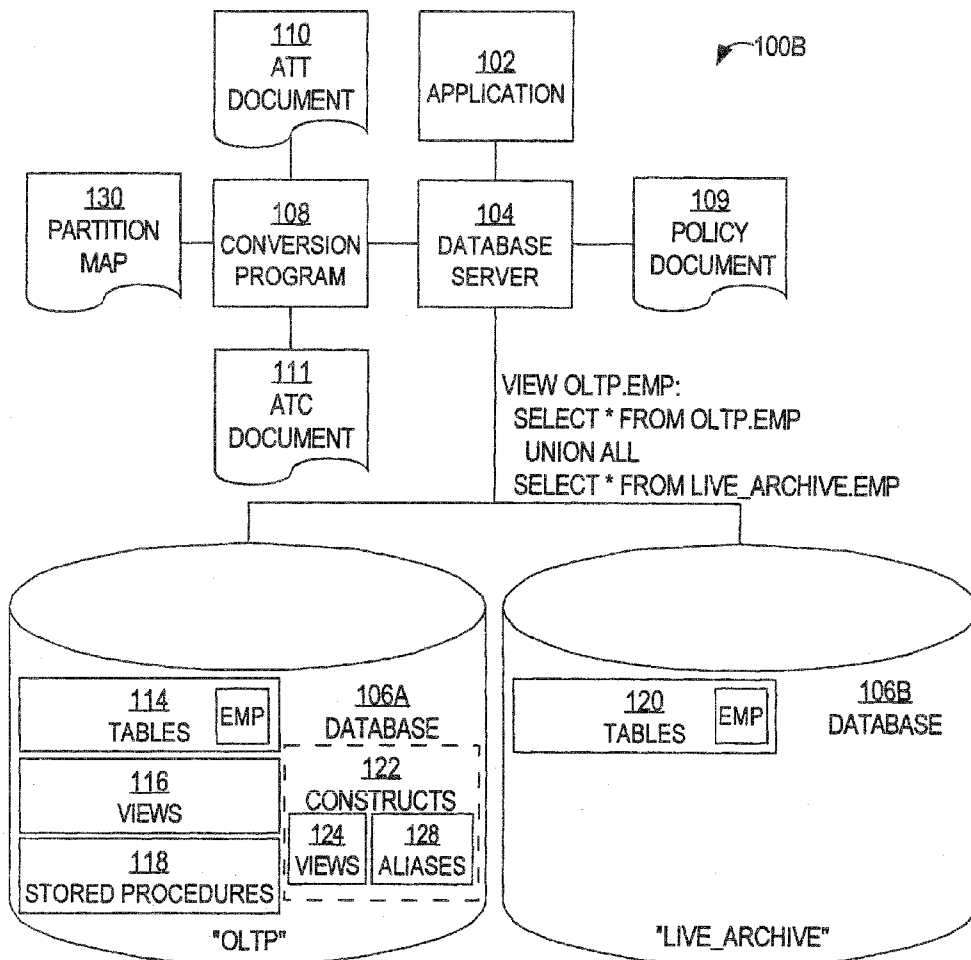 110
ATT
DOCUMENT
102
APPLICATION
100B
130
PARTITION
MAP
108
CONVERSION
PROGRAM
104
DATABASE
SERVER
109
POLICY
DOCUMENT
111
ATC
DOCUMENT
VIEW OLTP.EMP:
SELECT * FROM OLTP.EMP
UNION ALL
SELECT * FROM LIVE_ARCHIVE.EMP
114
TABLES
EMP
106A
DATABASE
116
VIEWS
122
CONSTRUCTS
124
VIEWS
128
ALIASES
118
STORED PROCEDURES
"OLTP"
120
TABLES
EMP
106B
DATABASE
"LIVE_ARCHIVE"